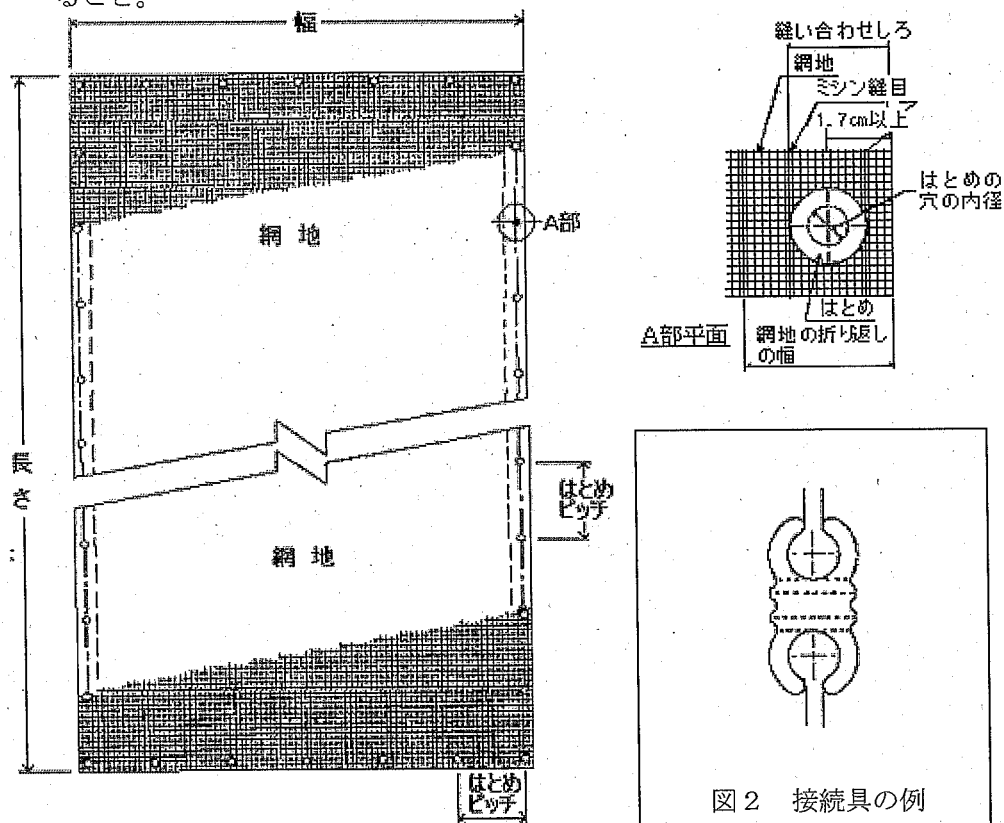 ること。
幅
長さ
網地
A部
網地
はとめ
ピッチ
はとめ
ピッチ
縫い合わせしろ
網地
ミシン縫目
1.7cm以上
はとめの
穴の内径
はとめ
A部平面
網地の折り返し
の幅
図2 接続具の例